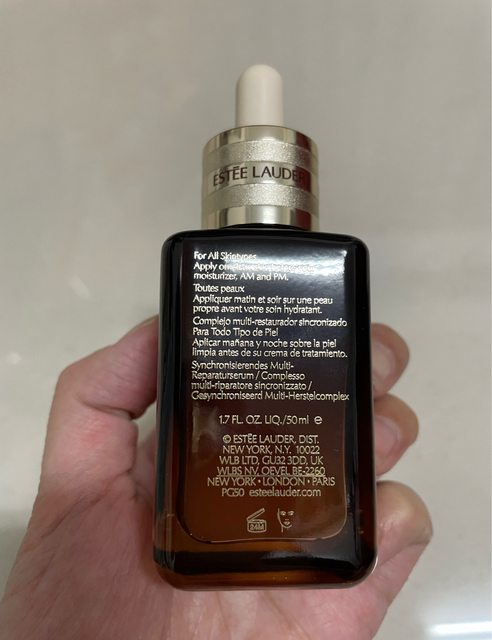 ESTĒE LAUDER
For All Skintypes.
Apply on
moisturizer, AM and PM.
Toutes peaux
Appliquer matin et soir sur une peau
propre avant votre soin hydratant.
Complejo multi-restaurador sincronizado
Para Todo Tipo de Piel
Aplicar mañana y noche sobre la piel
limpia antes de su crema de tratamiento.
Synchronisierendes Multi-
Reparaturserum / Complesso
multi-riparatore sincronizzato /
Gesynchroniseerd Multi-Herstelcomplex
1.7 FL. OZ. LIQ./50 ml ℮
© ESTĒE LAUDER, DIST.
NEW YORK, N.Y. 10022
WLB LTD, GU32 3DD, UK
WLBS NV, OEVEL BE-2260
NEW YORK • LONDON • PARIS
PC50 esteelauder.com
24M